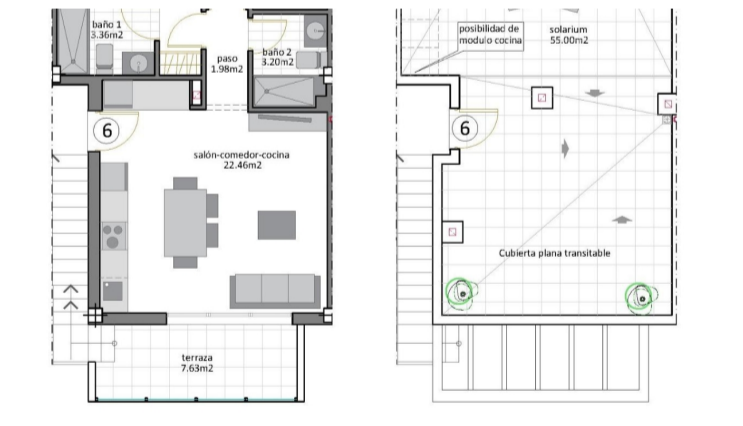 baño 1
3.36m2
paso
1.98m2
baño 2
3.20m2
6
salón-comedor-cocina
22.46m2
terraza
7.63m2
posibilidad de
modulo cocina
solarium
55.00m2
6
Cubierta plana transitable